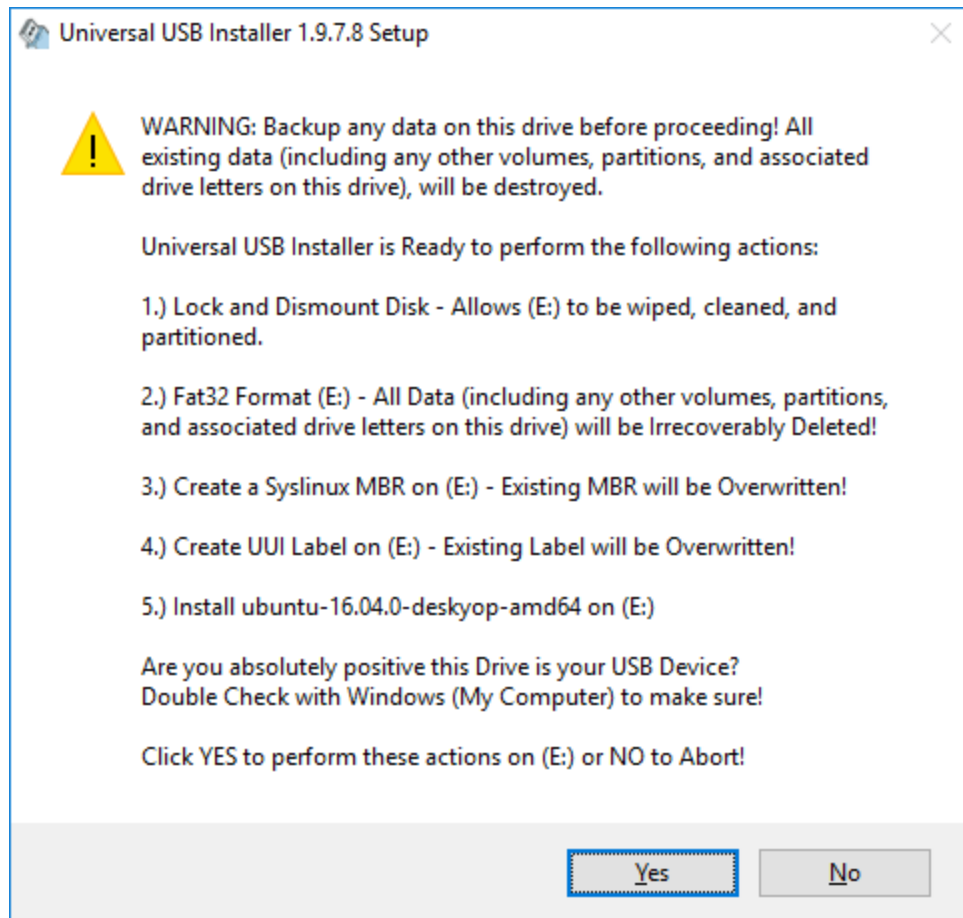 Universal USB Installer 1.9.7.8 Setup
WARNING: Backup any data on this drive before proceeding! All
existing data (including any other volumes, partitions, and associated
drive letters on this drive), will be destroyed.
Universal USB Installer is Ready to perform the following actions:
1.) Lock and Dismount Disk - Allows (E:) to be wiped, cleaned, and
partitioned.
2.) Fat32 Format (E:) - All Data (including any other volumes, partitions,
and associated drive letters on this drive) will be Irrecoverably Deleted!
3.) Create a Syslinux MBR on (E:) - Existing MBR will be Overwritten!
4.) Create UUI Label on (E:) - Existing Label will be Overwritten!
5.) Install ubuntu-16.04.0-deskyop-amd64 on (E:)
Are you absolutely positive this Drive is your USB Device?
Double Check with Windows (My Computer) to make sure!
Click YES to perform these actions on (E:) or NO to Abort!
Yes No